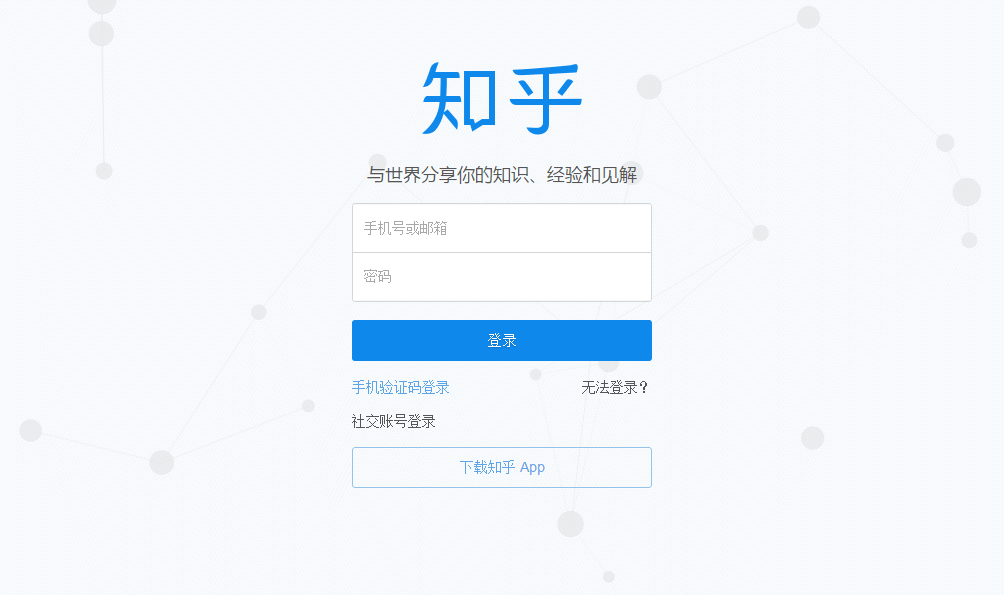 知乎
与世界分享你的知识、经验和见解
手机号或邮箱
密码
登录
手机验证码登录 无法登录？
社交账号登录
下载知乎 App